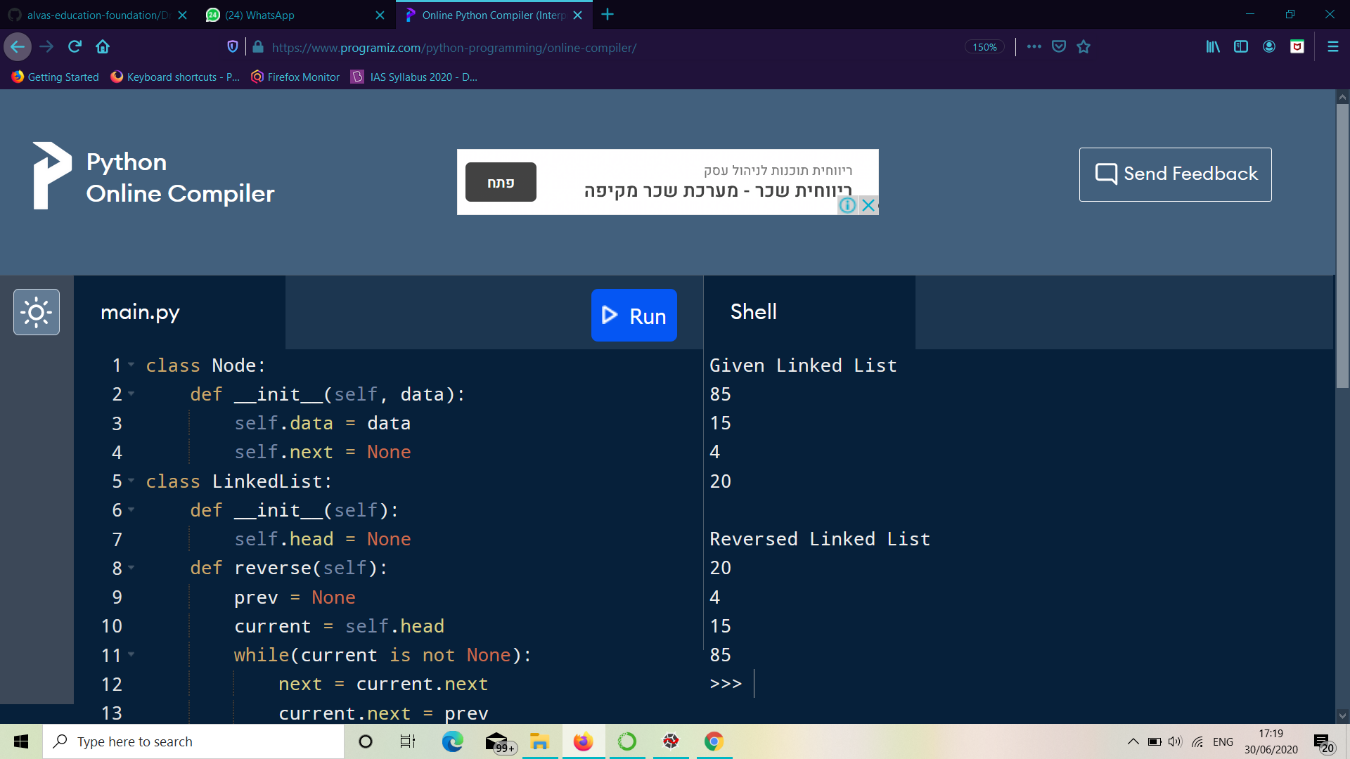 alvas-education-foundation/D
(24) WhatsApp
Online Python Compiler (Interp
https://www.programiz.com/python-programming/online-compiler/
150%
Getting Started
Keyboard shortcuts - P...
Firefox Monitor
IAS Syllabus 2020 - D...
Python
Online Compiler
ריווחית תוכנות לניהול עסק
ריווחית שכר - מערכת שכר מקיפה
פתח
Send Feedback
main.py
Run
1 class Node:
2 def __init__(self, data):
3 self.data = data
4 self.next = None
5 class LinkedList:
6 def __init__(self):
7 self.head = None
8 def reverse(self):
9 prev = None
10 current = self.head
11 while(current is not None):
12 next = current.next
13 current.next = prev
Shell
Given Linked List
85
15
4
20
Reversed Linked List
20
4
15
85
>>>
Type here to search
99+
ENG
17:19
30/06/2020
20